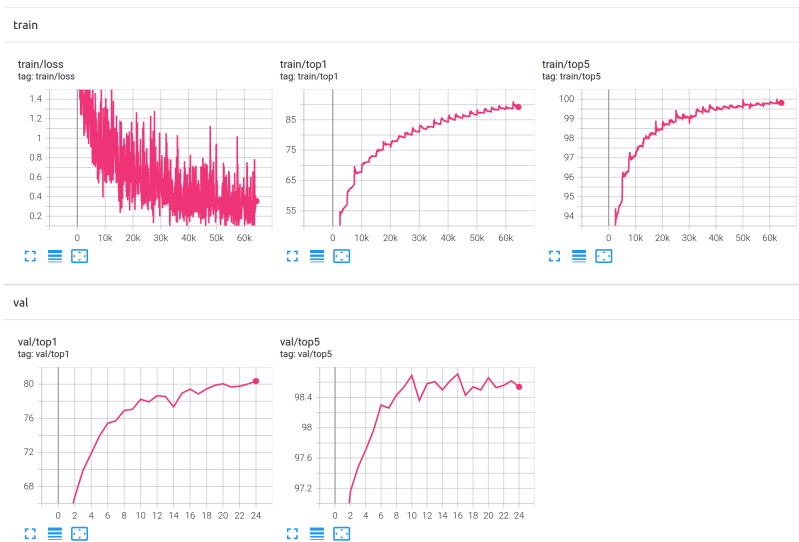 train
train/loss
tag: train/loss
1.4
1.2
1
0.8
0.6
0.4
0.2
0 10k 20k 30k 40k 50k 60k
train/top1
tag: train/top1
85
75
65
55
0 10k 20k 30k 40k 50k 60k
train/top5
tag: train/top5
100
99
98
97
96
95
94
0 10k 20k 30k 40k 50k 60k
val
val/top1
tag: val/top1
80
76
72
68
0 2 4 6 8 10 12 14 16 18 20 22 24
val/top5
tag: val/top5
98.4
98
97.6
97.2
0 2 4 6 8 10 12 14 16 18 20 22 24